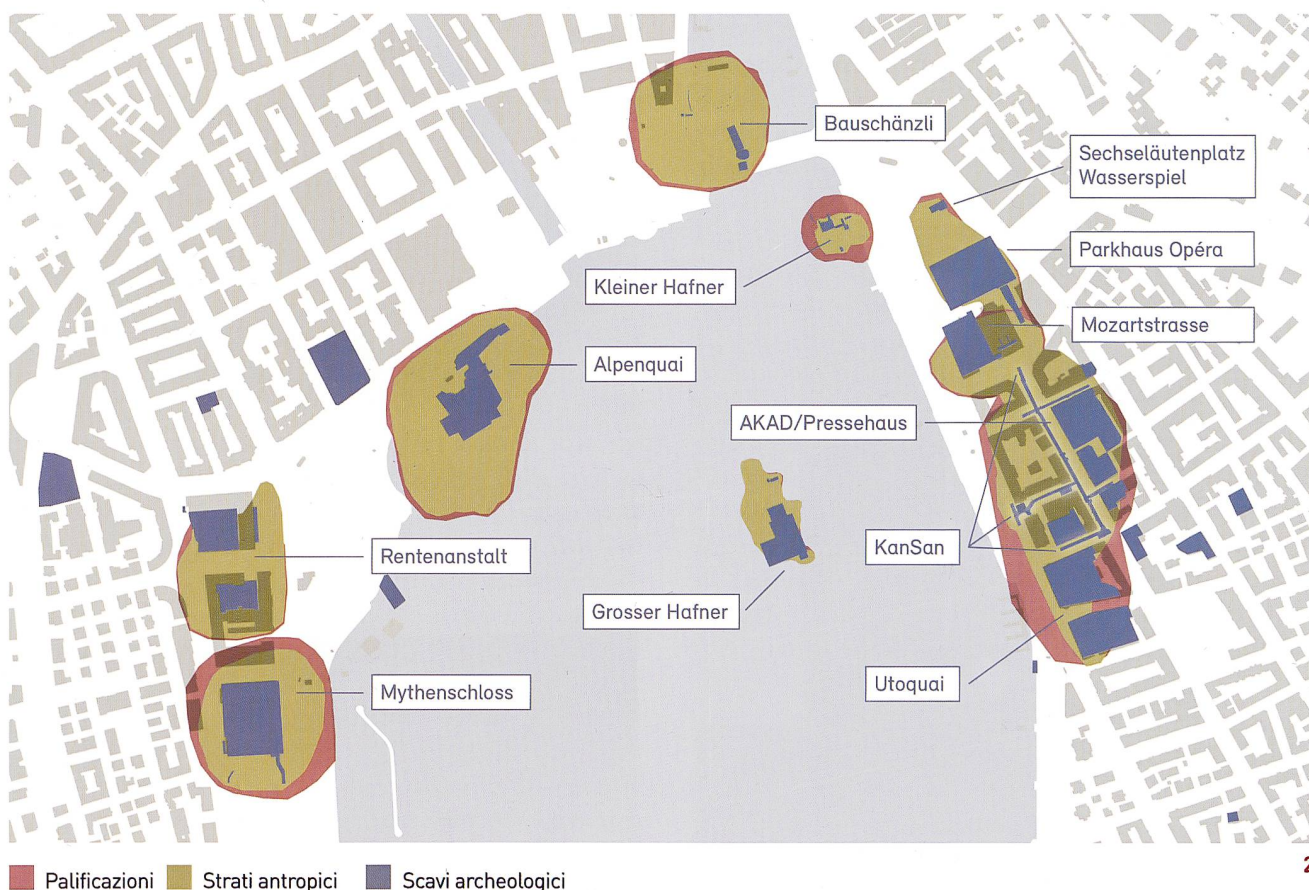 Bauschänzli
Sechseläutenplatz
Wasserspiel
Kleiner Hafner
Parkhaus Opéra
Mozartstrasse
Alpenquai
AKAD/Pressehaus
Rentenanstalt
KanSan
Grosser Hafner
Mythenschloss
Utoquai
Palificazioni
Strati antropici
Scavi archeologici
2